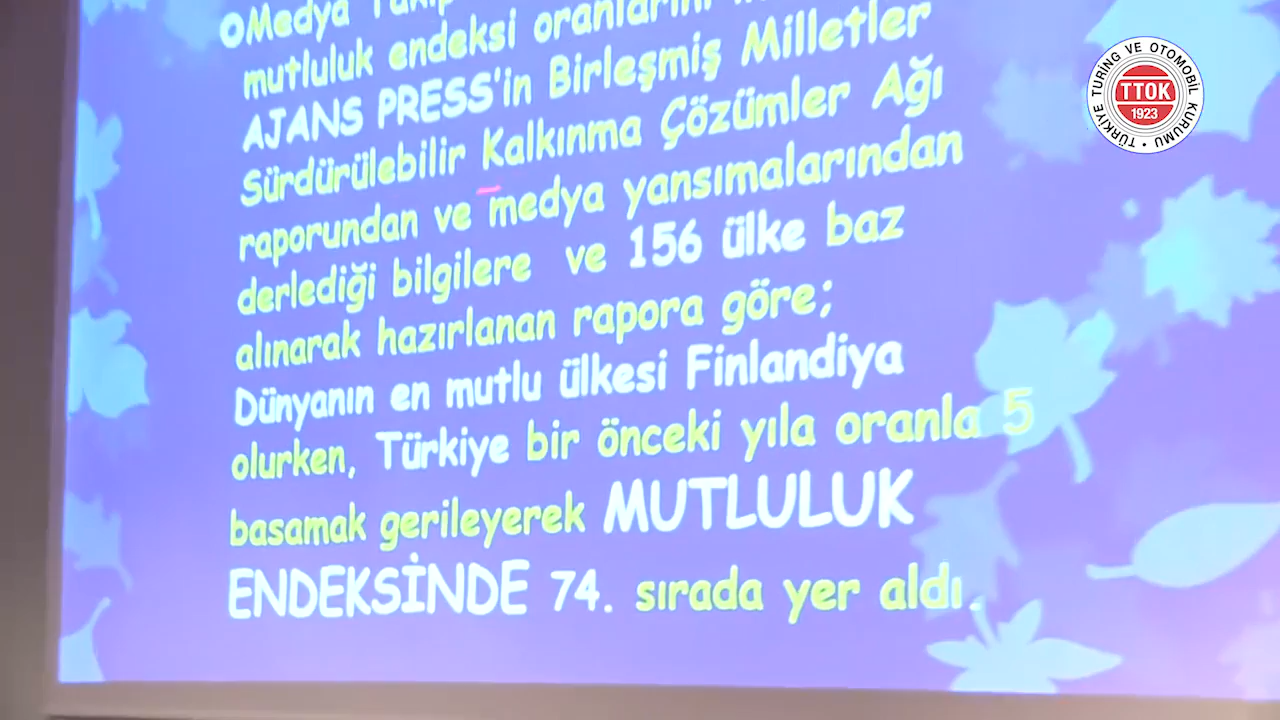 Medya Takip
mutluluk endeksi oranlarını
AJANS PRESS'in Birleşmiş Milletler
Sürdürülebilir Kalkınma Çözümler Ağı
raporundan ve medya yansımalarından
derlediği bilgilere ve 156 ülke baz
alınarak hazırlanan rapora göre;
Dünyanın en mutlu ülkesi Finlandiya
olurken, Türkiye bir önceki yıla oranla 5
basamak gerileyerek MUTLULUK
ENDEKSİNDE 74. sırada yer aldı.
TÜRKİYE TURING VE OTOMOBİL KURUMU
TTOK
1923